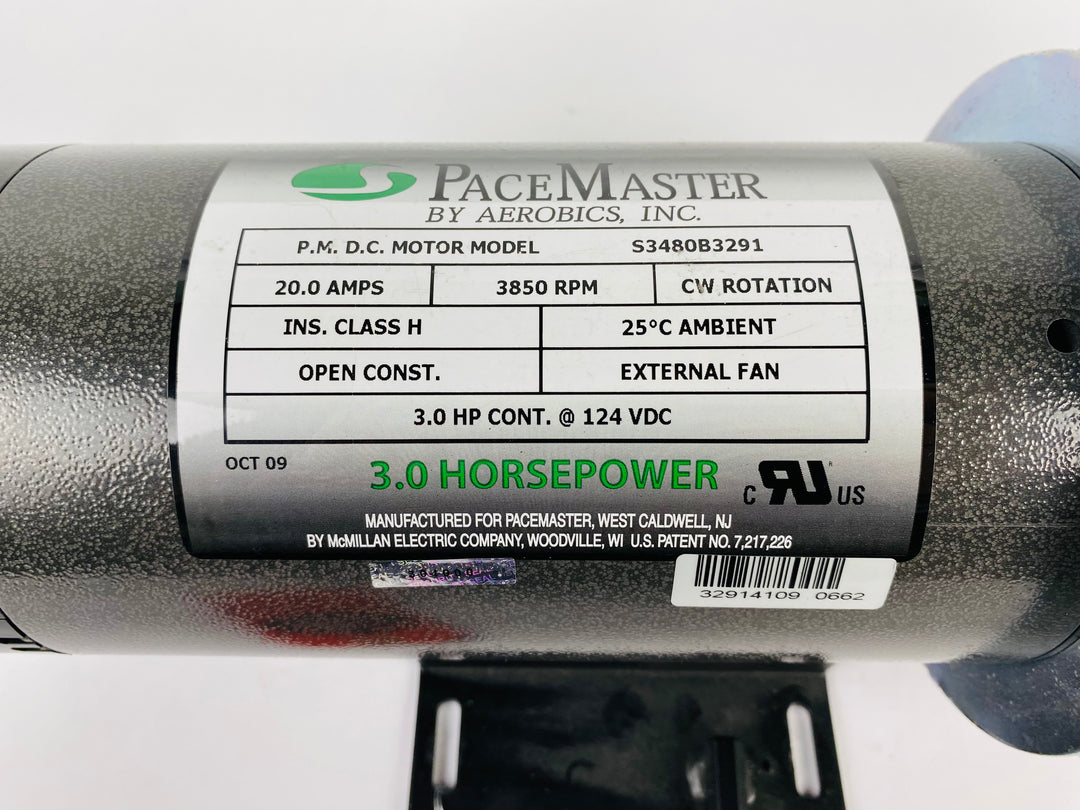 PACEMASTER
BY AEROBICS, INC.
P.M. D.C. MOTOR MODEL S3480B3291
20.0 AMPS 3850 RPM CW ROTATION
INS. CLASS H 25°C AMBIENT
OPEN CONST. EXTERNAL FAN
3.0 HP CONT. @ 124 VDC
OCT 09 3.0 HORSEPOWER C RU® US
MANUFACTURED FOR PACEMASTER, WEST CALDWELL, NJ
BY McMILLAN ELECTRIC COMPANY, WOODVILLE, WI U.S. PATENT NO. 7,217,226
32914109 0662